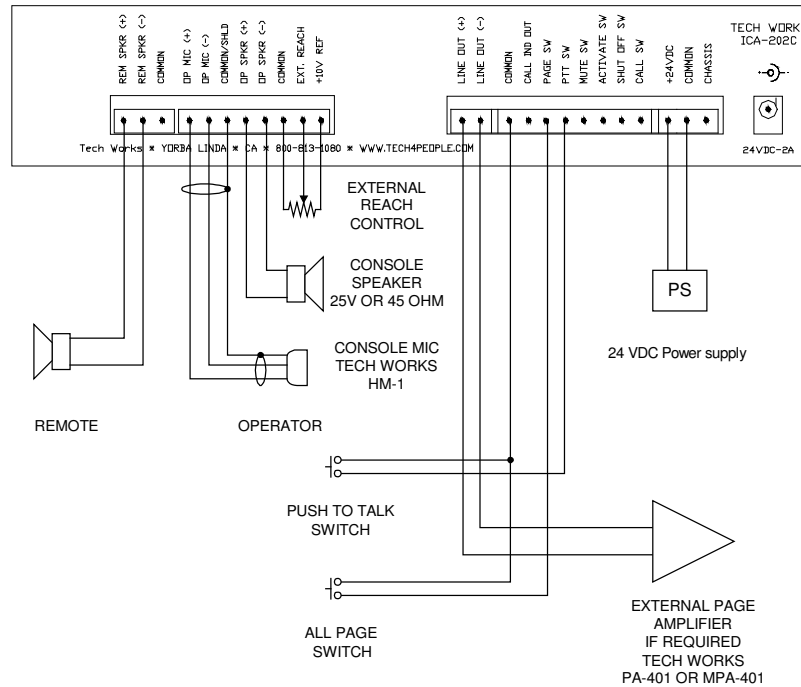 REM SPKR (+)
REM SPKR (-)
COMMON
OP MIC (+)
OP MIC (-)
COMMON/SHLD
OP SPKR (+)
OP SPKR (-)
COMMON
EXT. REACH
+10V REF
LINE OUT (+)
LINE OUT (-)
COMMON
CALL IND OUT
PAGE SW
PTT SW
MUTE SW
ACTIVATE SW
SHUT OFF SW
CALL SW
+24VDC
COMMON
CHASSIS
TECH WORK
ICA-202C
24VDC-2A
Tech Works * YORBA LINDA * CA * 800-813-1080 * WWW.TECH4PEOPLE.COM
EXTERNAL
REACH
CONTROL
CONSOLE
SPEAKER
25V OR 45 OHM
PS
CONSOLE MIC
TECH WORKS
HM-1
24 VDC Power supply
REMOTE
OPERATOR
PUSH TO TALK
SWITCH
ALL PAGE
SWITCH
EXTERNAL PAGE
AMPLIFIER
IF REQUIRED
TECH WORKS
PA-401 OR MPA-401